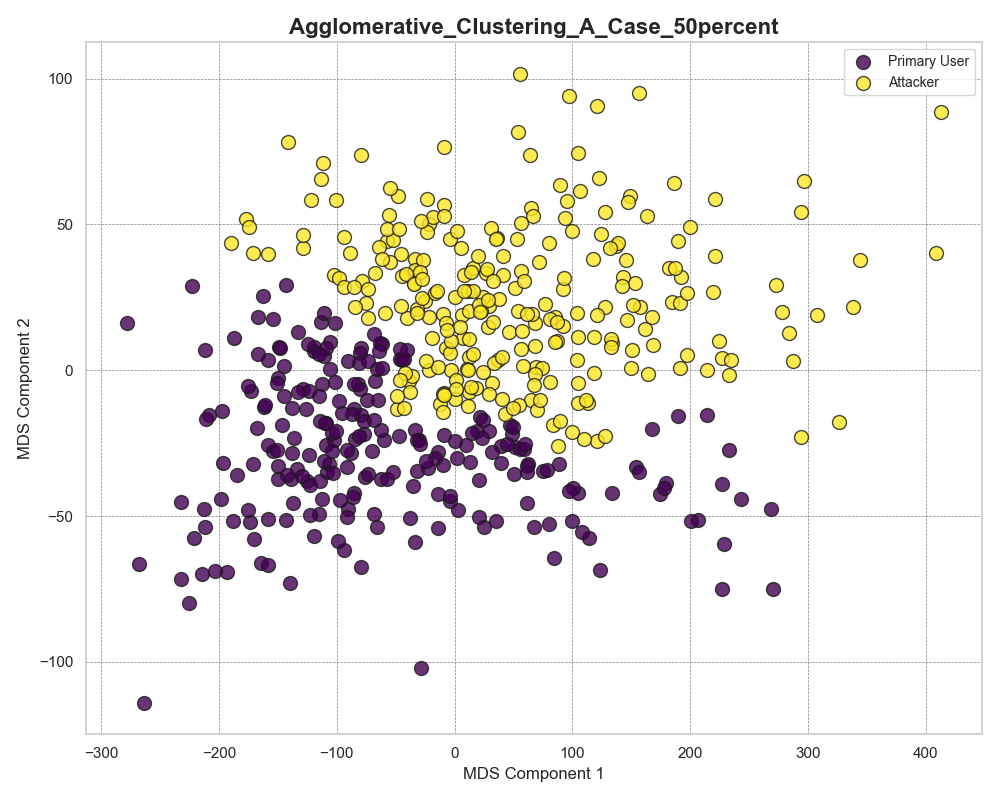 Agglomerative_Clustering_A_Case_50percent
Primary User
Attacker
100
50
0
−50
−100
MDS Component 2
−300 −200 −100 0 100 200 300 400
MDS Component 1